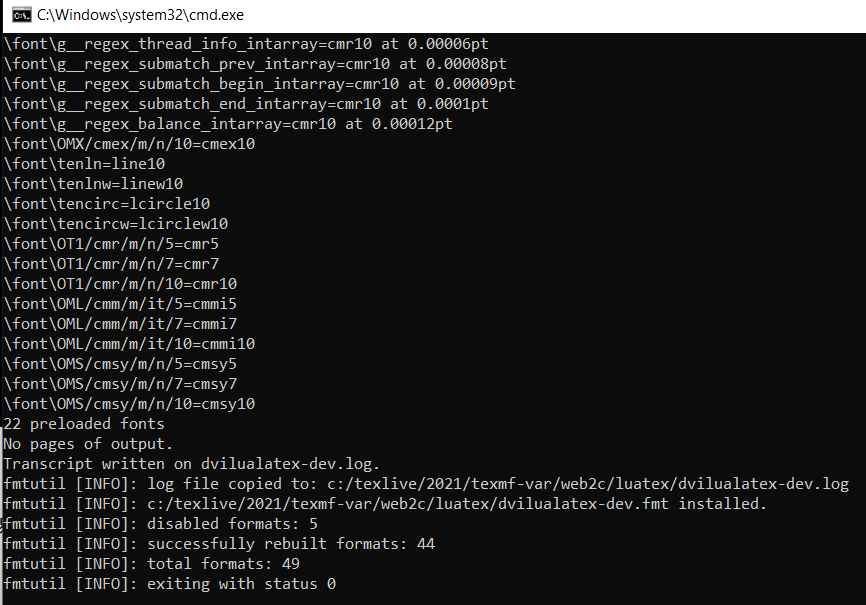 C:\Windows\system32\cmd.exe
\font\g__regex_thread_info_intarray=cmr10 at 0.00006pt
\font\g__regex_submatch_prev_intarray=cmr10 at 0.00008pt
\font\g__regex_submatch_begin_intarray=cmr10 at 0.00009pt
\font\g__regex_submatch_end_intarray=cmr10 at 0.0001pt
\font\g__regex_balance_intarray=cmr10 at 0.00012pt
\font\OMX/cmex/m/n/10=cmex10
\font\tenln=line10
\font\tenlnw=linew10
\font\tencirc=lcircle10
\font\tencircw=lcirclew10
\font\OT1/cmr/m/n/5=cmr5
\font\OT1/cmr/m/n/7=cmr7
\font\OT1/cmr/m/n/10=cmr10
\font\OML/cmm/m/it/5=cmmi5
\font\OML/cmm/m/it/7=cmmi7
\font\OML/cmm/m/it/10=cmmi10
\font\OMS/cmsy/m/n/5=cmsy5
\font\OMS/cmsy/m/n/7=cmsy7
\font\OMS/cmsy/m/n/10=cmsy10
22 preloaded fonts
No pages of output.
Transcript written on dvilualatex-dev.log.
fmtutil [INFO]: log file copied to: c:/texlive/2021/texmf-var/web2c/luatex/dvilualatex-dev.log
fmtutil [INFO]: c:/texlive/2021/texmf-var/web2c/luatex/dvilualatex-dev.fmt installed.
fmtutil [INFO]: disabled formats: 5
fmtutil [INFO]: successfully rebuilt formats: 44
fmtutil [INFO]: total formats: 49
fmtutil [INFO]: exiting with status 0